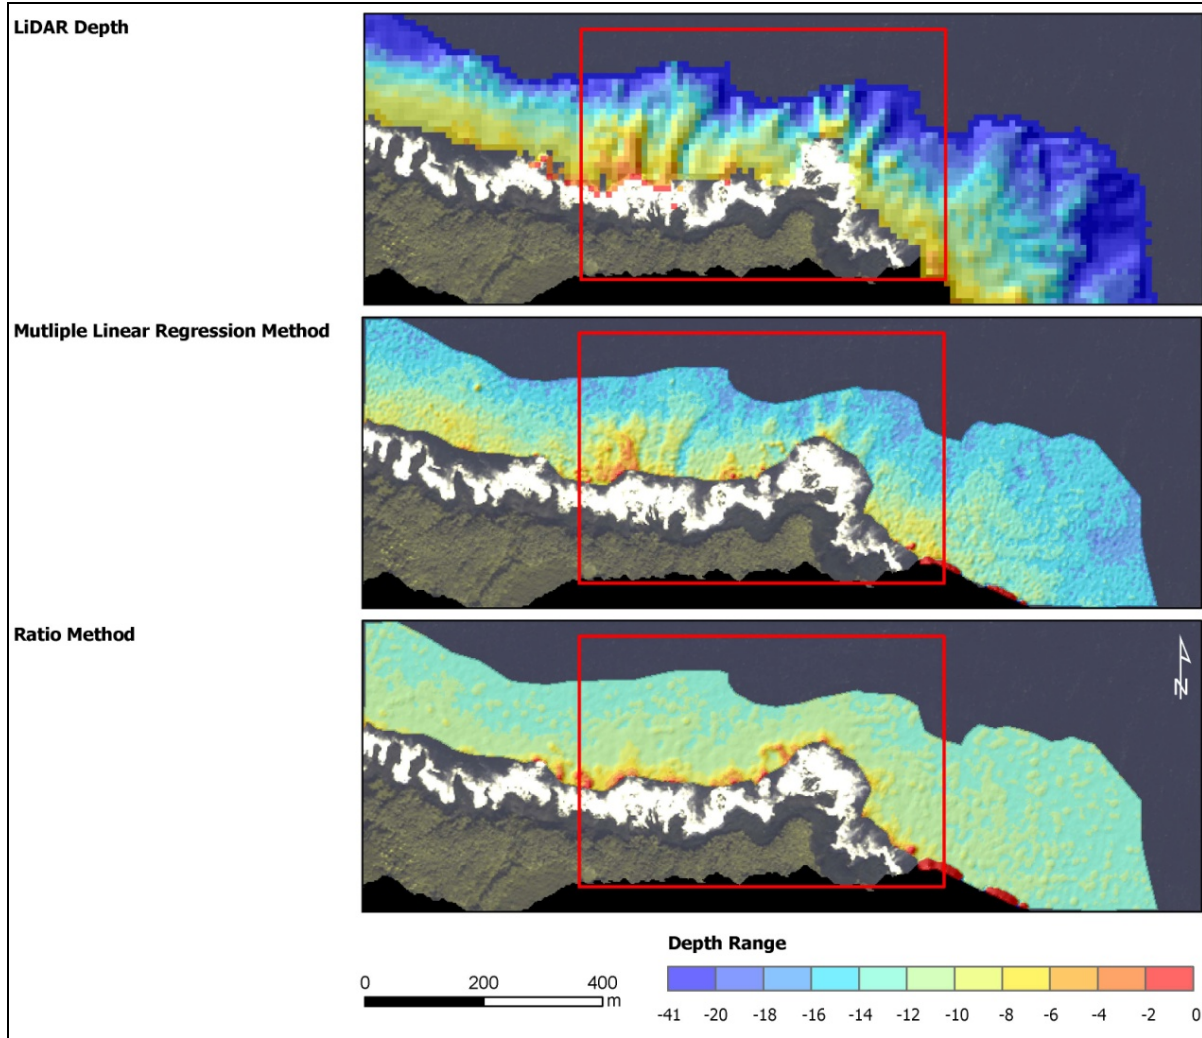 LiDAR Depth
Mutliple Linear Regression Method
Ratio Method
N
Depth Range
0 200 400
m
-41 -20 -18 -16 -14 -12 -10 -8 -6 -4 -2 0